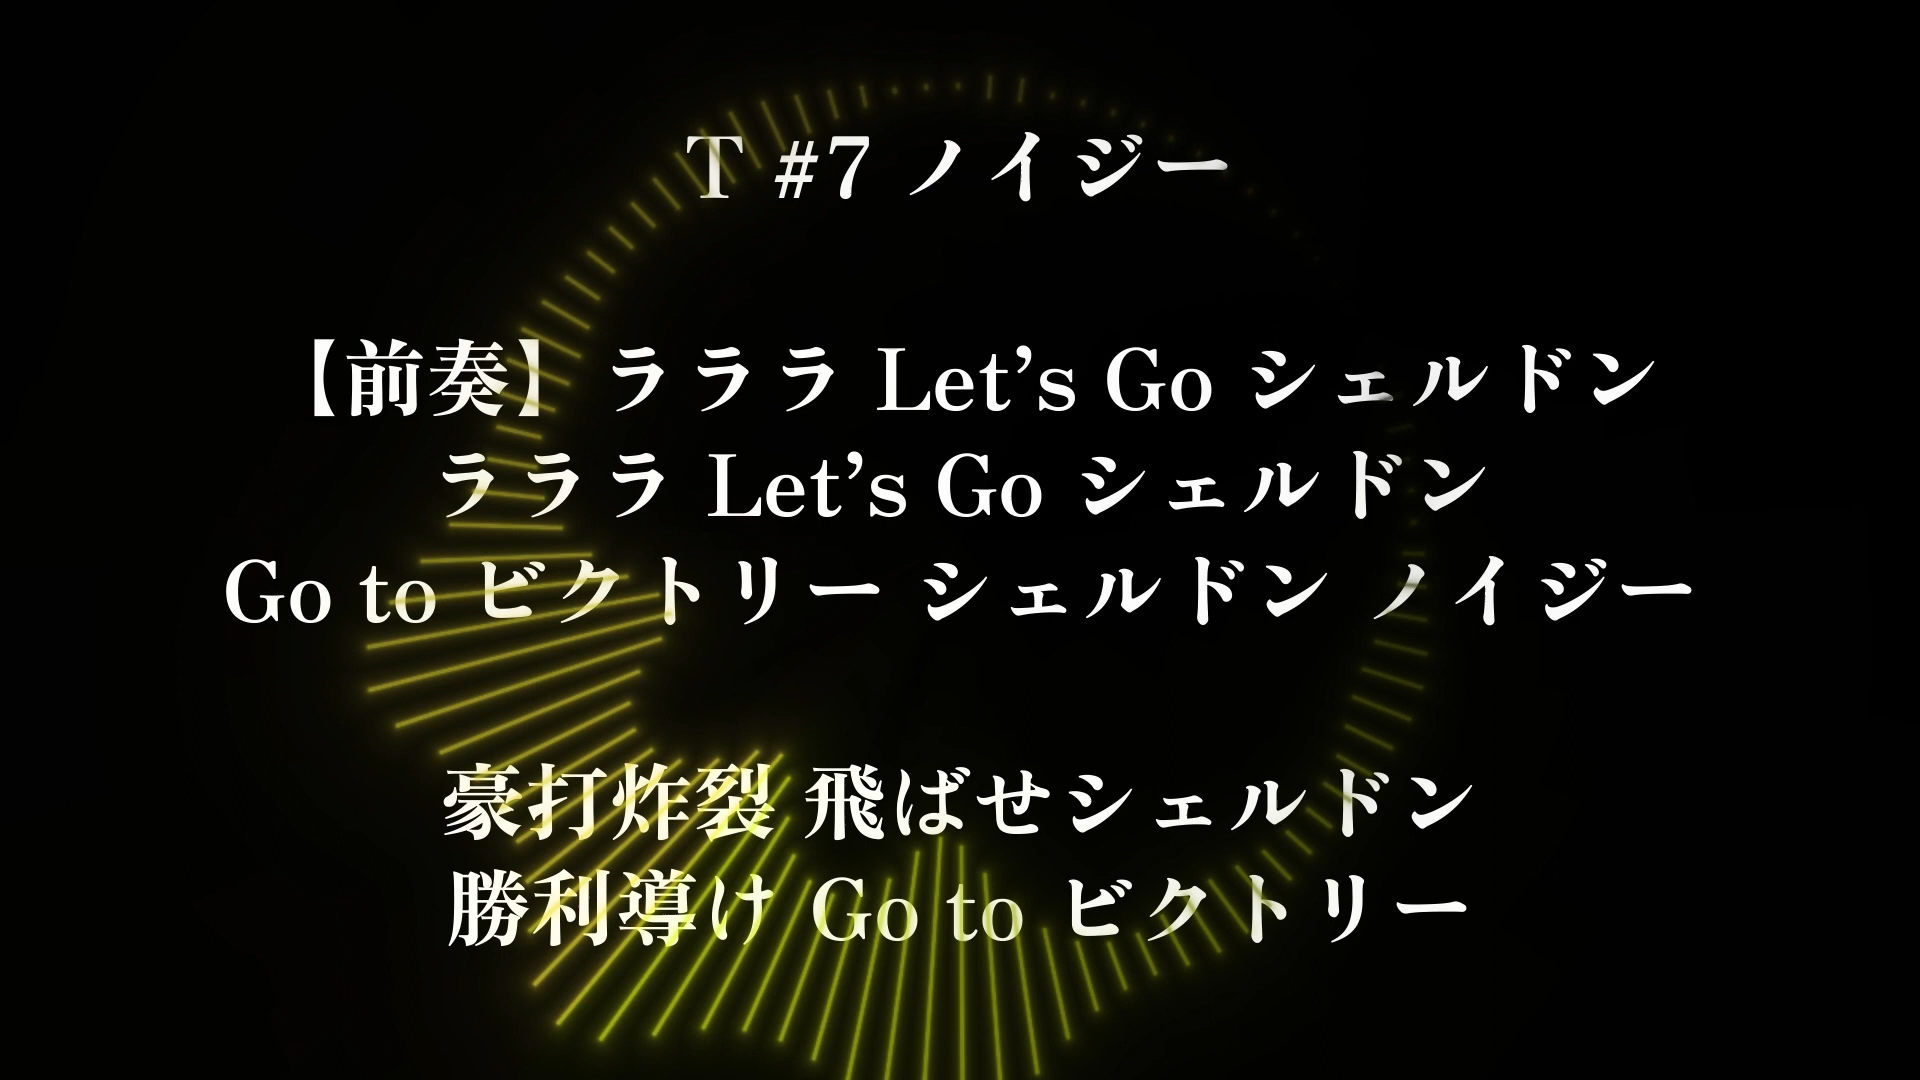 T #7 ノイジー
【前奏】ラララ Let’s Go シェルドン
ラララ Let’s Go シェルドン
Go to ビクトリー シェルドン ノイジー
豪打炸裂 飛ばせシェルドン
勝利導け Go to ビクトリー